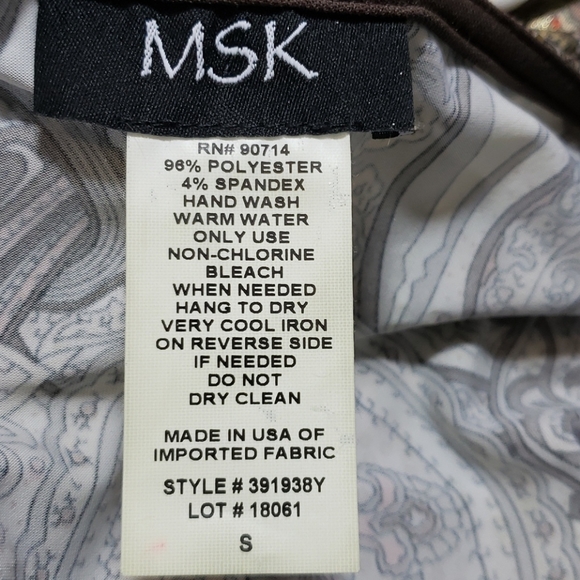 MSK
RN# 90714
96% POLYESTER
4% SPANDEX
HAND WASH
WARM WATER
ONLY USE
NON-CHLORINE
BLEACH
WHEN NEEDED
HANG TO DRY
VERY COOL IRON
ON REVERSE SIDE
IF NEEDED
DO NOT
DRY CLEAN
MADE IN USA OF
IMPORTED FABRIC
STYLE # 391938Y
LOT # 18061
S